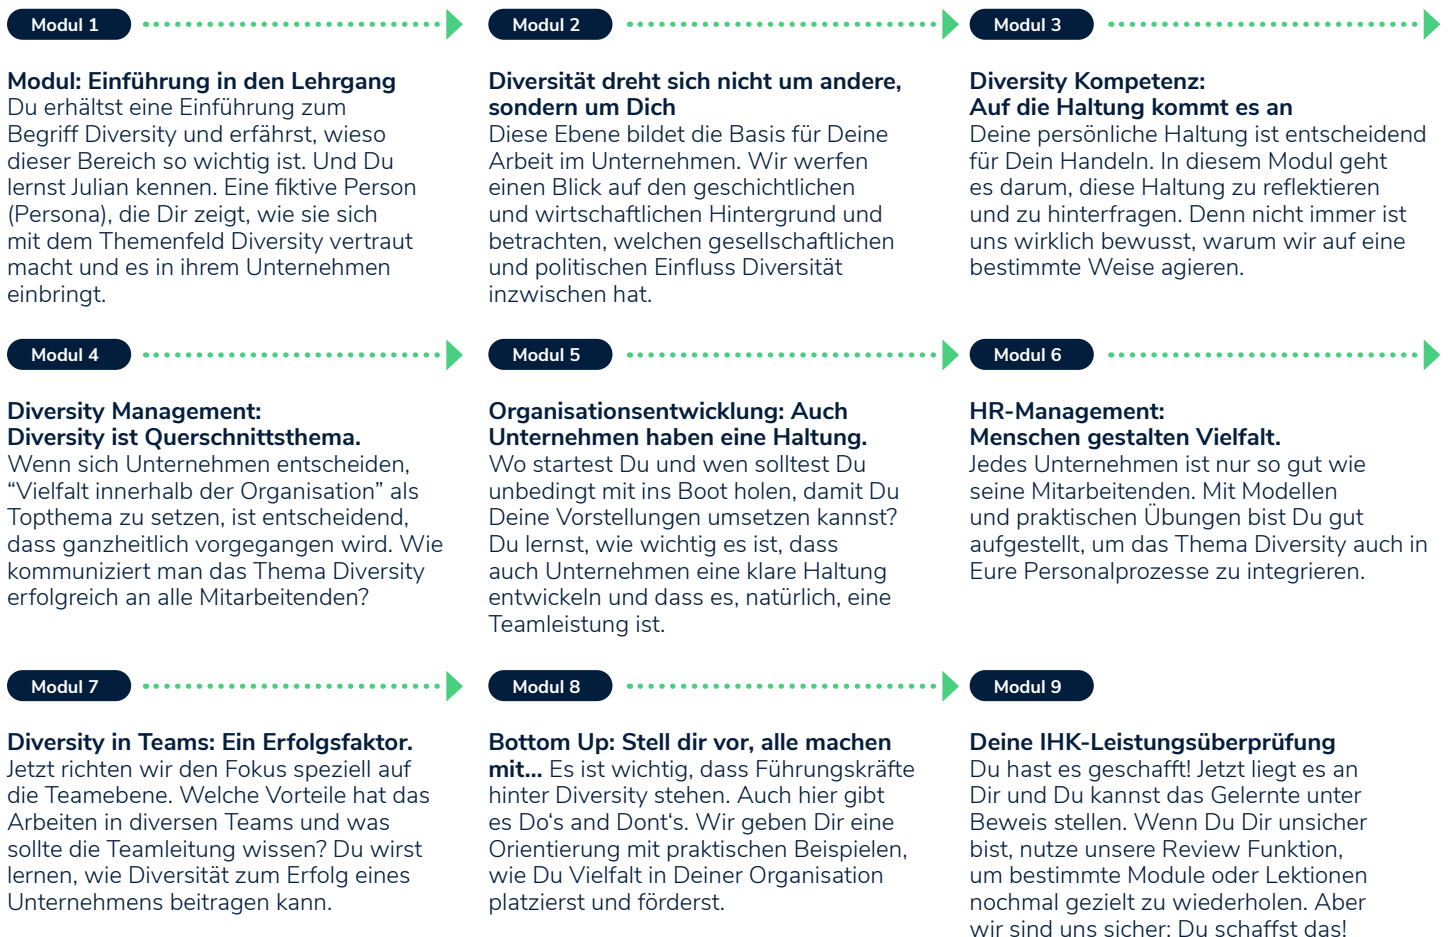 Modul 1
Modul: Einführung in den Lehrgang
Du erhältst eine Einführung zum
Begriff Diversity und erfährst, wieso
dieser Bereich so wichtig ist. Und Du
lernst Julian kennen. Eine fiktive Person
(Persona), die Dir zeigt, wie sie sich
mit dem Themenfeld Diversity vertraut
macht und es in ihrem Unternehmen
einbringt.
Modul 2
Diversität dreht sich nicht um andere,
sondern um Dich
Diese Ebene bildet die Basis für Deine
Arbeit im Unternehmen. Wir werfen
einen Blick auf den geschichtlichen
und wirtschaftlichen Hintergrund und
betrachten, welchen gesellschaftlichen
und politischen Einfluss Diversität
inzwischen hat.
Modul 3
Diversity Kompetenz:
Auf die Haltung kommt es an
Deine persönliche Haltung ist entscheidend
für Dein Handeln. In diesem Modul geht
es darum, diese Haltung zu reflektieren
und zu hinterfragen. Denn nicht immer ist
uns wirklich bewusst, warum wir auf eine
bestimmte Weise agieren.
Modul 4
Diversity Management:
Diversity ist Querschnittsthema.
Wenn sich Unternehmen entscheiden,
“Vielfalt innerhalb der Organisation” als
Topthema zu setzen, ist entscheidend,
dass ganzheitlich vorgegangen wird. Wie
kommuniziert man das Thema Diversity
erfolgreich an alle Mitarbeitenden?
Modul 5
Organisationsentwicklung: Auch
Unternehmen haben eine Haltung.
Wo startest Du und wen solltest Du
unbedingt mit ins Boot holen, damit Du
Deine Vorstellungen umsetzen kannst?
Du lernst, wie wichtig es ist, dass
auch Unternehmen eine klare Haltung
entwickeln und dass es, natürlich, eine
Teamleistung ist.
Modul 6
HR-Management:
Menschen gestalten Vielfalt.
Jedes Unternehmen ist nur so gut wie
seine Mitarbeitenden. Mit Modellen
und praktischen Übungen bist Du gut
aufgestellt, um das Thema Diversity auch in
Eure Personalprozesse zu integrieren.
Modul 7
Diversity in Teams: Ein Erfolgsfaktor.
Jetzt richten wir den Fokus speziell auf
die Teamebene. Welche Vorteile hat das
Arbeiten in diversen Teams und was
sollte die Teamleitung wissen? Du wirst
lernen, wie Diversität zum Erfolg eines
Unternehmens beitragen kann.
Modul 8
Bottom Up: Stell dir vor, alle machen
mit... Es ist wichtig, dass Führungskräfte
hinter Diversity stehen. Auch hier gibt
es Do‘s and Dont‘s. Wir geben Dir eine
Orientierung mit praktischen Beispielen,
wie Du Vielfalt in Deiner Organisation
platzierst und förderst.
Modul 9
Deine IHK-Leistungsüberprüfung
Du hast es geschafft! Jetzt liegt es an
Dir und Du kannst das Gelernte unter
Beweis stellen. Wenn Du Dir unsicher
bist, nutze unsere Review Funktion,
um bestimmte Module oder Lektionen
nochmal gezielt zu wiederholen. Aber
wir sind uns sicher: Du schaffst das!